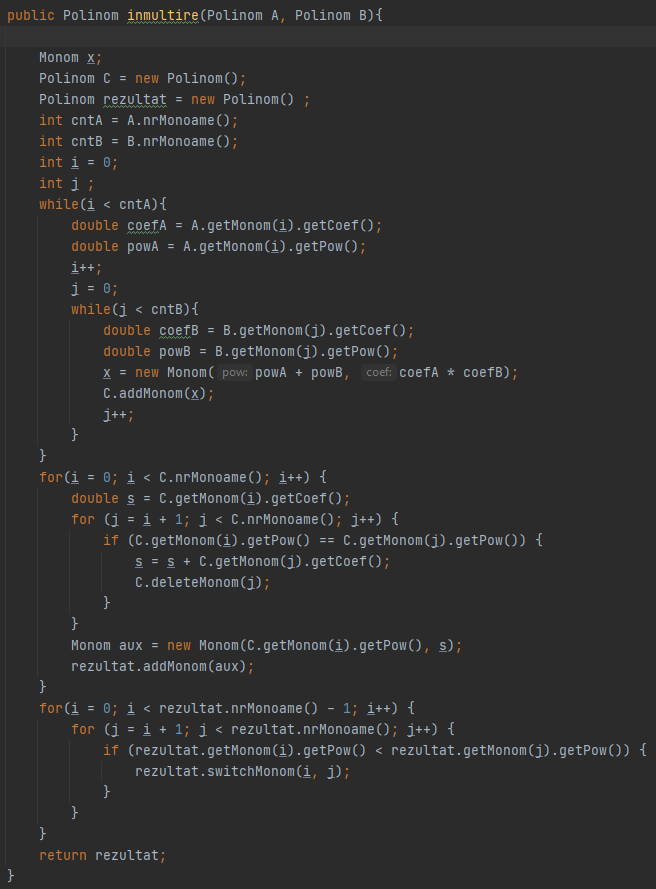 public Polinom inmultire(Polinom A, Polinom B){
Monom x;
Polinom C = new Polinom();
Polinom rezultat = new Polinom() ;
int cntA = A.nrMonoame();
int cntB = B.nrMonoame();
int i = 0;
int j ;
while(i < cntA){
double coefA = A.getMonom(i).getCoef();
double powA = A.getMonom(i).getPow();
i++;
j = 0;
while(j < cntB){
double coefB = B.getMonom(j).getCoef();
double powB = B.getMonom(j).getPow();
x = new Monom( pow: powA + powB, coef: coefA * coefB);
C.addMonom(x);
j++;
}
}
for(i = 0; i < C.nrMonoame(); i++) {
double s = C.getMonom(i).getCoef();
for (j = i + 1; j < C.nrMonoame(); j++) {
if (C.getMonom(i).getPow() == C.getMonom(j).getPow()) {
s = s + C.getMonom(j).getCoef();
C.deleteMonom(j);
}
}
Monom aux = new Monom(C.getMonom(i).getPow(), s);
rezultat.addMonom(aux);
}
for(i = 0; i < rezultat.nrMonoame() - 1; i++) {
for (j = i + 1; j < rezultat.nrMonoame(); j++) {
if (rezultat.getMonom(i).getPow() < rezultat.getMonom(j).getPow()) {
rezultat.switchMonom(i, j);
}
}
}
return rezultat;
}